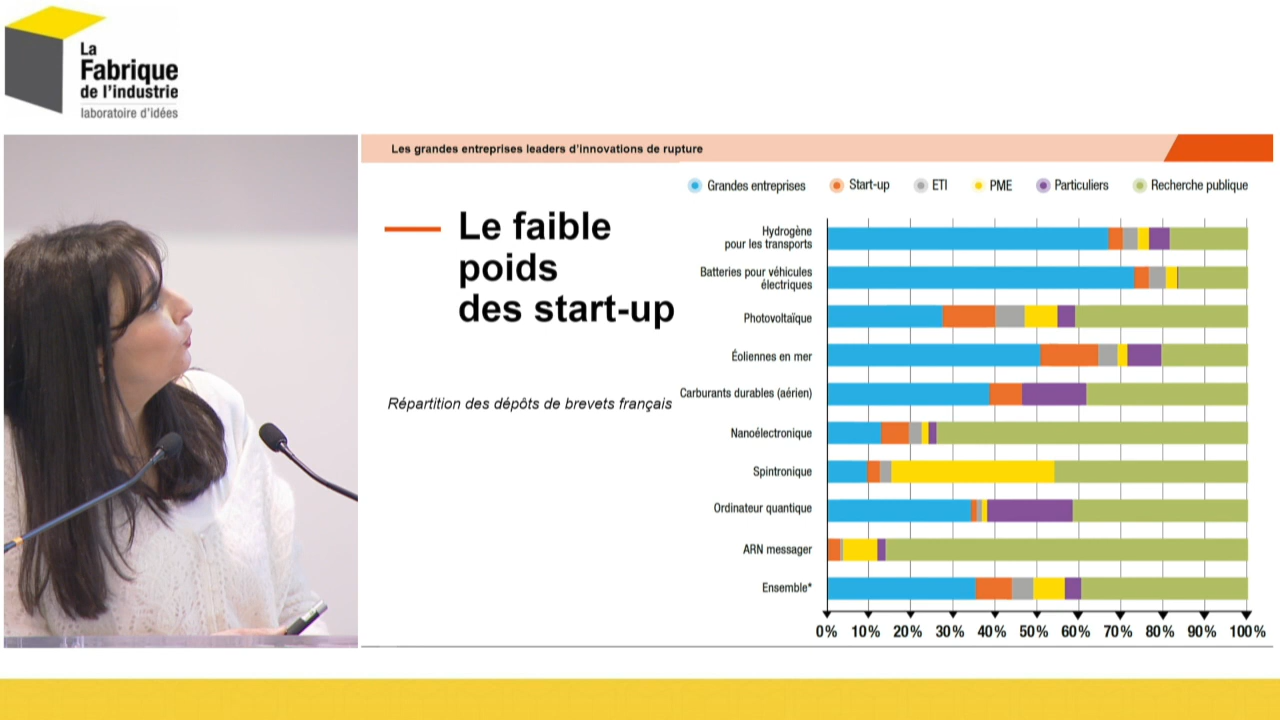 La
Fabrique
de l'industrie
laboratoire d'idées
Les grandes entreprises leaders d'innovations de rupture
Grandes entreprises Start-up ETI PME Particuliers Recherche publique
Le faible
poids
des start-up
Répartition des dépôts de brevets français
Hydrogène
pour les transports
Batteries pour véhicules
électriques
Photovoltaïque
Éoliennes en mer
Carburants durables (aérien)
Nanoélectronique
Spintronique
Ordinateur quantique
ARN messager
Ensemble*
0% 10% 20% 30% 40% 50% 60% 70% 80% 90% 100%